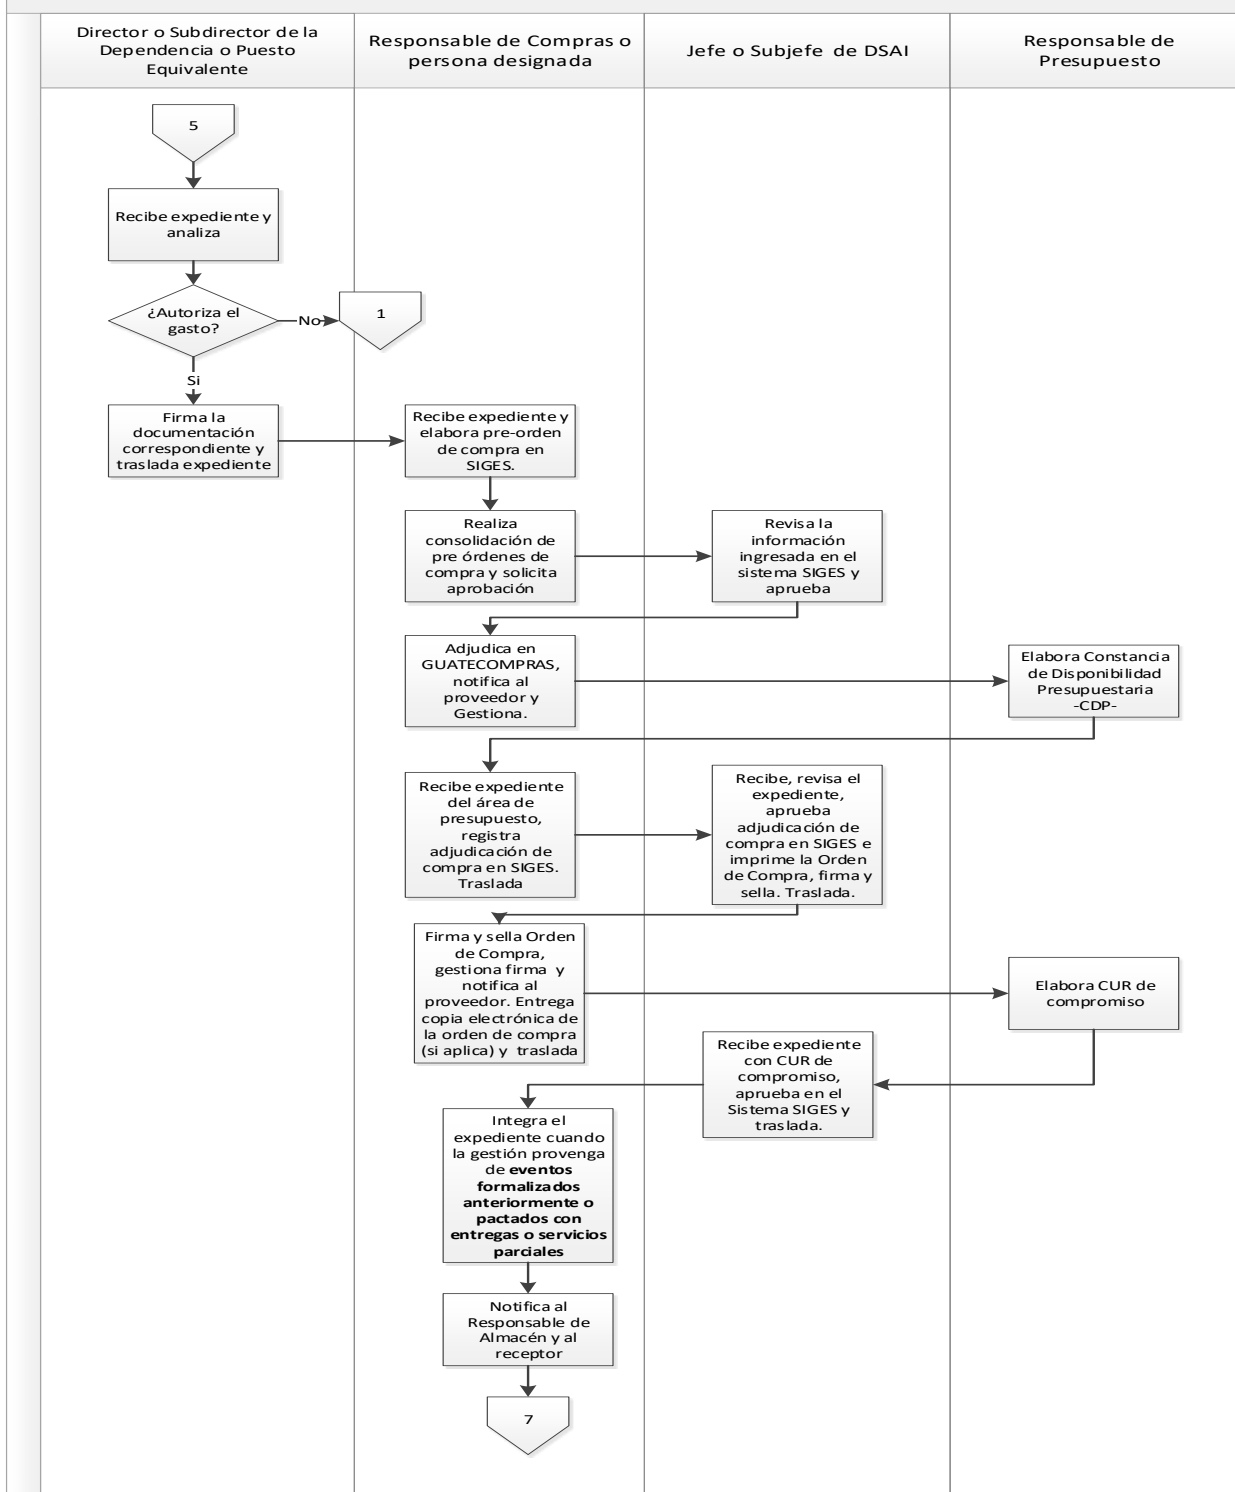 Director o Subdirector de la
Dependencia o Puesto
Equivalente
Responsable de Compras o
persona designada
Jefe o Subjefe de DSAI
Responsable de
Presupuesto
5
Recibe expediente y
analiza
¿Autoriza el
gasto?
No
1
Si
Firma la
documentación
correspondiente y
traslada expediente
Recibe expediente y
elabora pre-orden
de compra en
SIGES.
Realiza
consolidación de
pre órdenes de
compra y solicita
aprobación
Revisa la
información
ingresada en el
sistema SIGES y
aprueba
Adjudica en
GUATECOMPRAS,
notifica al
proveedor y
Gestiona.
Elabora Constancia
de Disponibilidad
Presupuestaria
-CDP-
Recibe expediente
del área de
presupuesto,
registra
adjudicación de
compra en SIGES.
Traslada
Recibe, revisa el
expediente,
aprueba
adjudicación de
compra en SIGES e
imprime la Orden
de Compra, firma y
sella. Traslada.
Firma y sella Orden
de Compra,
gestiona firma y
notifica al
proveedor. Entrega
copia electrónica de
la orden de compra
(si aplica) y traslada
Elabora CUR de
compromiso
Recibe expediente
con CUR de
compromiso,
aprueba en el
Sistema SIGES y
traslada.
Integra el
expediente cuando
la gestión provenga
de eventos
formalizados
anteriormente o
pactados con
entregas o servicios
parciales
Notifica al
Responsable de
Almacén y al
receptor
7